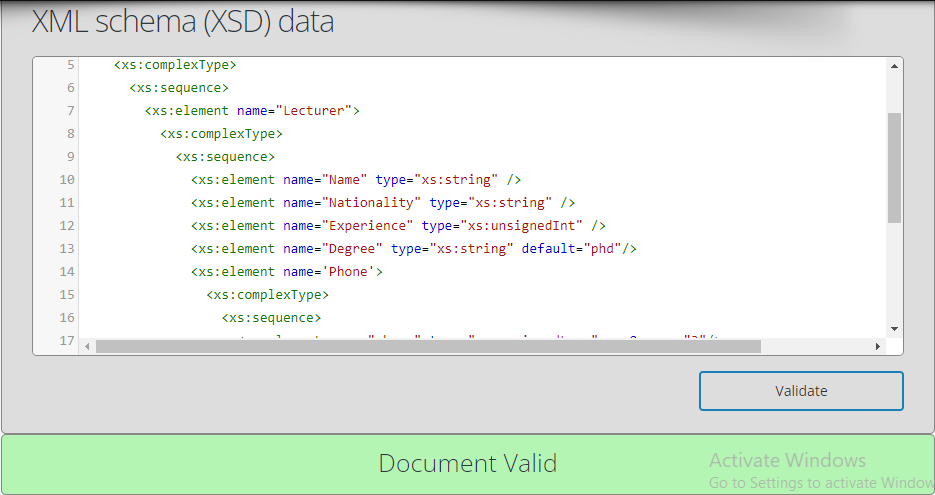 XML schema (XSD) data
5 <xs:complexType>
6 <xs:sequence>
7 <xs:element name="Lecturer">
8 <xs:complexType>
9 <xs:sequence>
10 <xs:element name="Name" type="xs:string" />
11 <xs:element name="Nationality" type="xs:string" />
12 <xs:element name="Experience" type="xs:unsignedInt" />
13 <xs:element name="Degree" type="xs:string" default="phd"/>
14 <xs:element name='Phone'>
15 <xs:complexType>
16 <xs:sequence>
17
Validate
Document Valid
Activate Windows
Go to Settings to activate Window